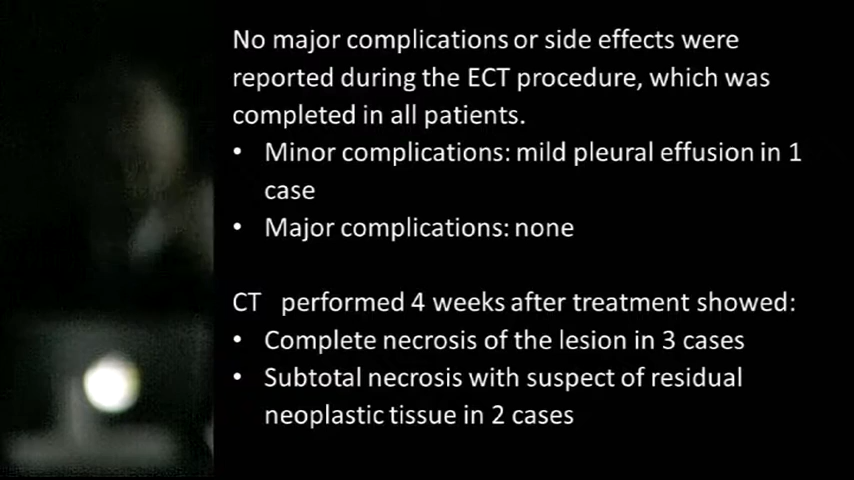 No major complications or side effects were
reported during the ECT procedure, which was
completed in all patients.
• Minor complications: mild pleural effusion in 1
case
• Major complications: none
CT performed 4 weeks after treatment showed:
• Complete necrosis of the lesion in 3 cases
• Subtotal necrosis with suspect of residual
neoplastic tissue in 2 cases